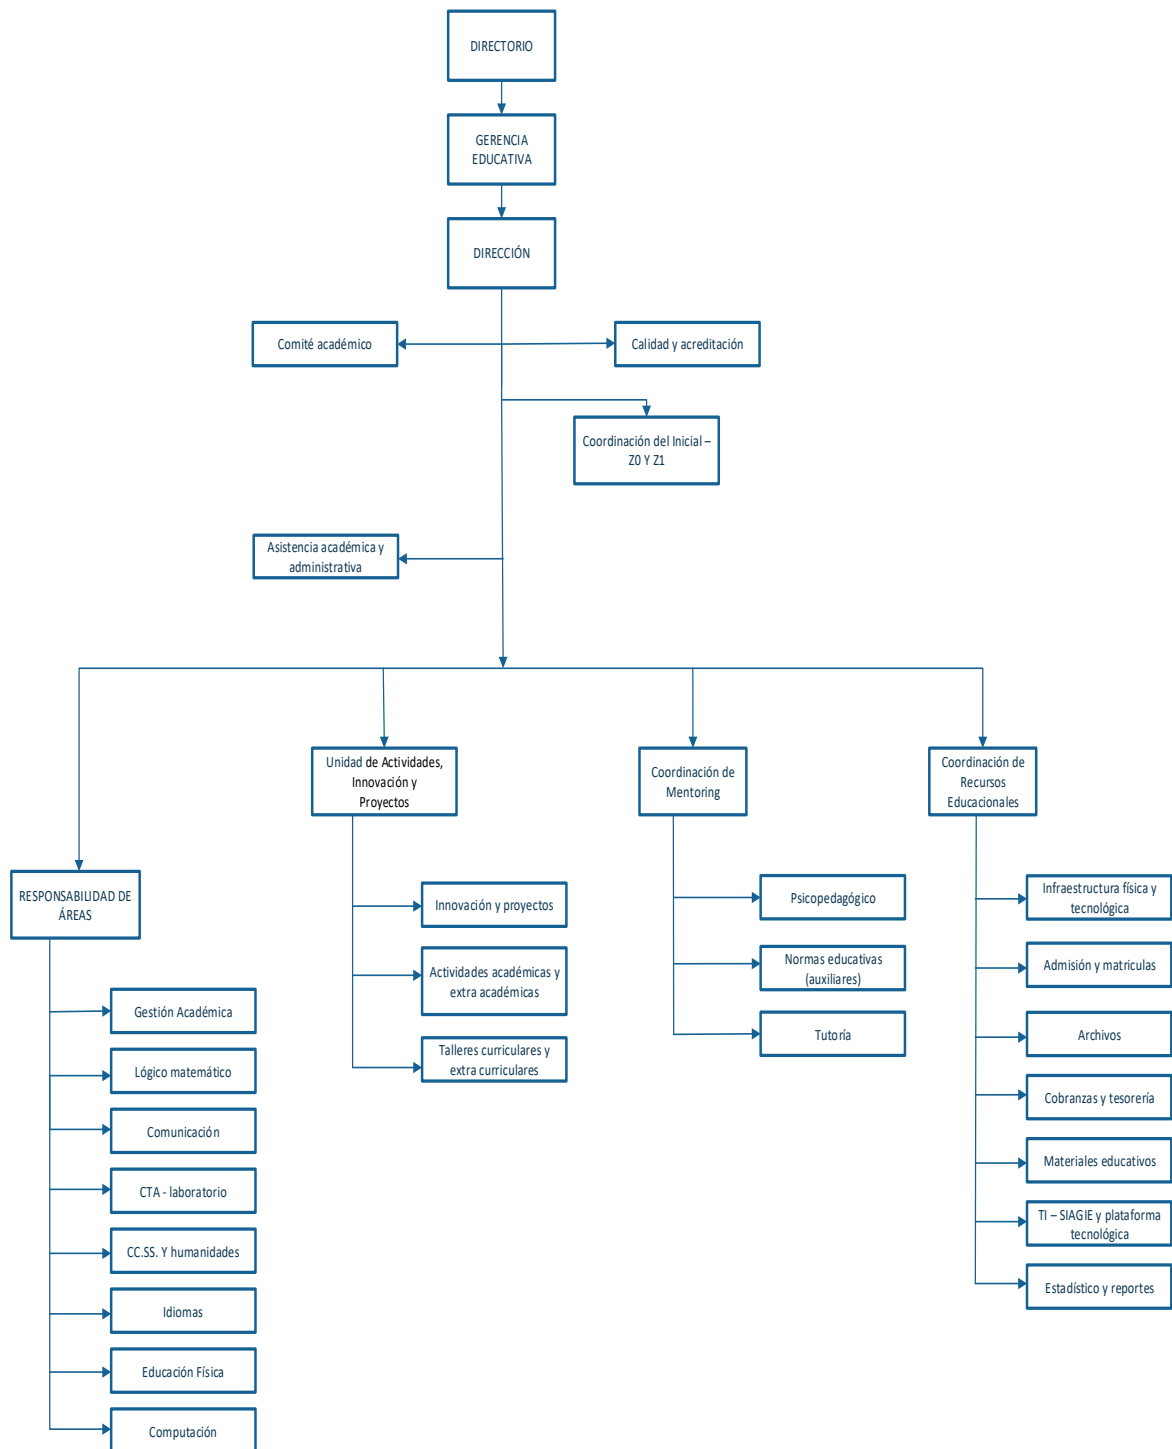 DIRECTORIO
GERENCIA
EDUCATIVA
DIRECCIÓN
Comité académico
Calidad y acreditación
Coordinación del Inicial –
Z0 Y Z1
Asistencia académica y
administrativa
Unidad de Actividades,
Innovación y
Proyectos
Coordinación de
Mentoring
Coordinación de
Recursos
Educacionales
RESPONSABILIDAD DE
ÁREAS
Gestión Académica
Lógico matemático
Comunicación
CTA - laboratorio
CC.SS. Y humanidades
Idiomas
Educación Física
Computación
Innovación y proyectos
Actividades académicas y
extra académicas
Talleres curriculares y
extra curriculares
Psicopedagógico
Normas educativas
(auxiliares)
Tutoría
Infraestructura física y
tecnológica
Admisión y matriculas
Archivos
Cobranzas y tesorería
Materiales educativos
TI – SIAGIE y plataforma
tecnológica
Estadístico y reportes